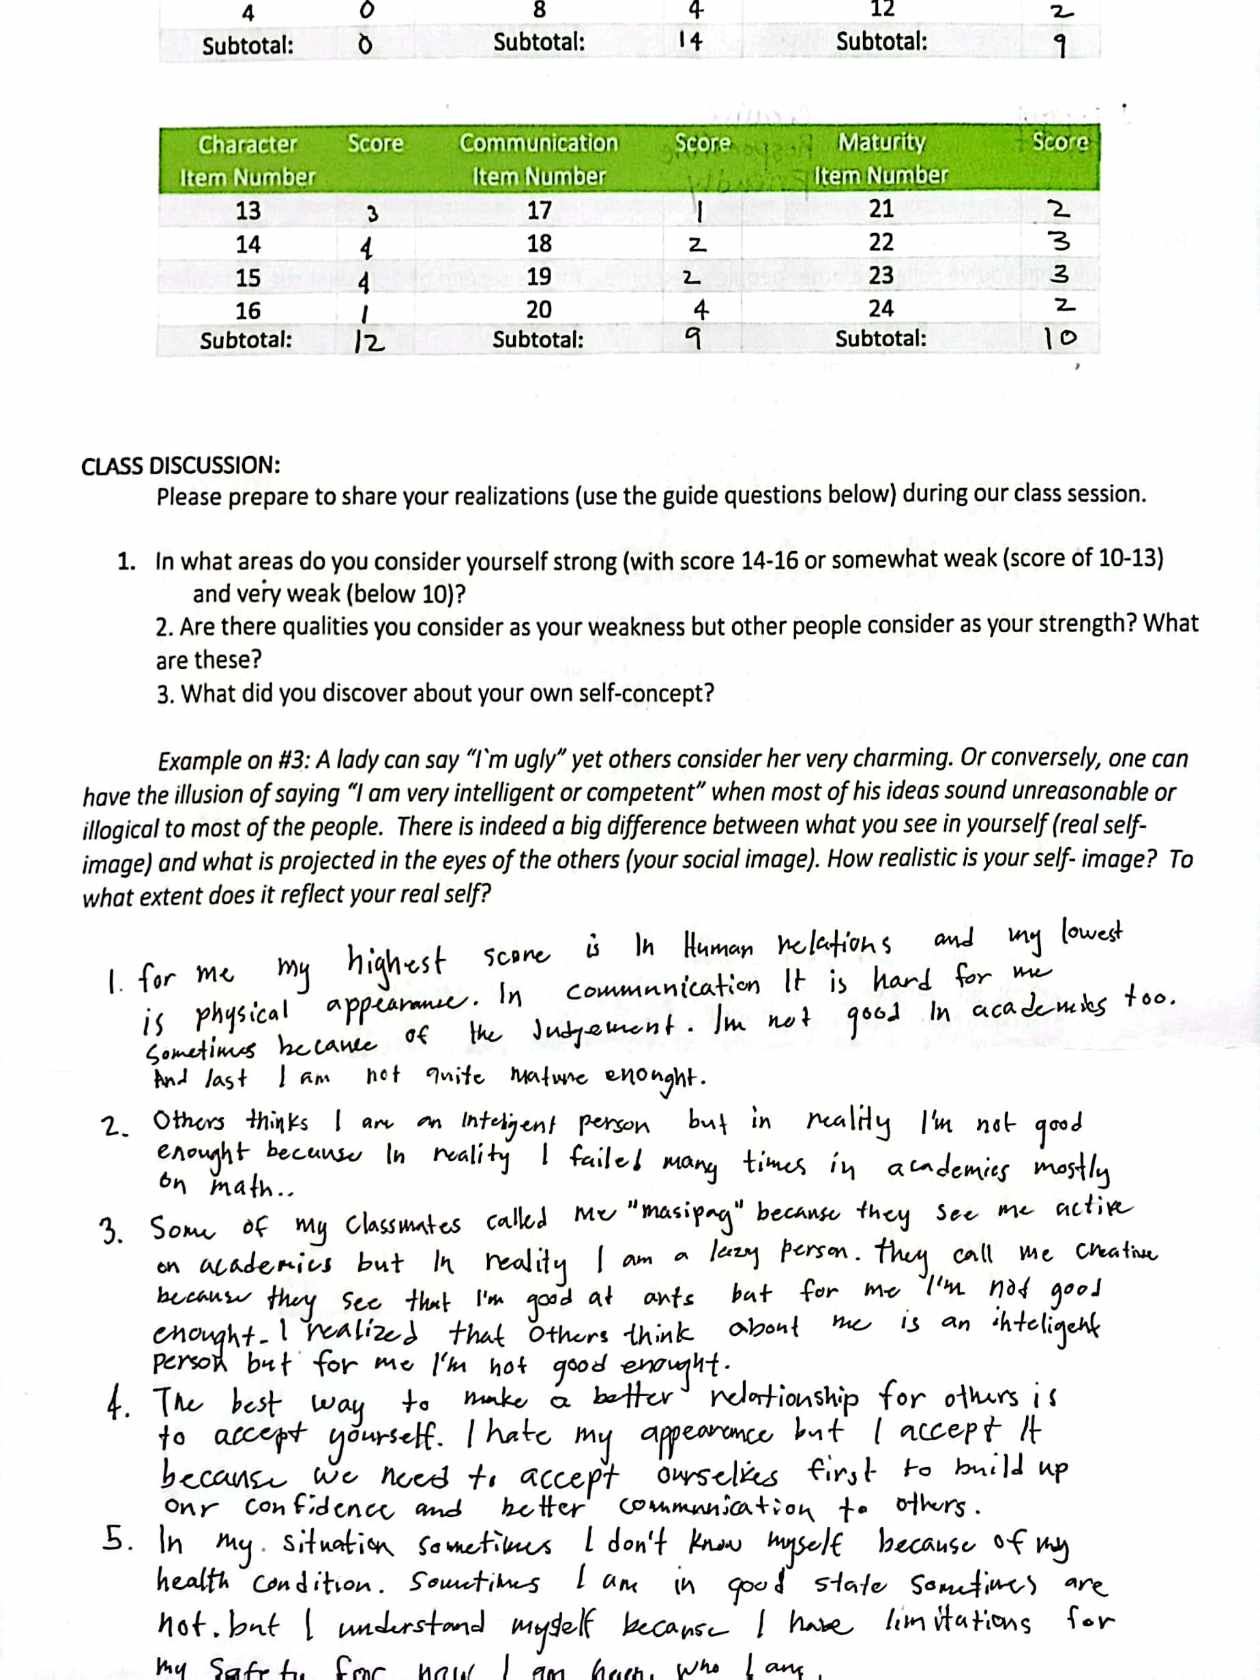 4 0 8 4 12 2
Subtotal: 0 Subtotal: 14 Subtotal: 9
Character Score Communication Score Maturity Score
Item Number Item Number Item Number
13 3 17 1 21 2
14 4 18 2 22 3
15 4 19 2 23 3
16 1 20 4 24 2
Subtotal: 12 Subtotal: 9 Subtotal: 10
CLASS DISCUSSION:
Please prepare to share your realizations (use the guide questions below) during our class session.
1. In what areas do you consider yourself strong (with score 14-16 or somewhat weak (score of 10-13)
and very weak (below 10)?
2. Are there qualities you consider as your weakness but other people consider as your strength? What
are these?
3. What did you discover about your own self-concept?
Example on #3: A lady can say "I`m ugly" yet others consider her very charming. Or conversely, one can
have the illusion of saying "I am very intelligent or competent" when most of his ideas sound unreasonable or
illogical to most of the people. There is indeed a big difference between what you see in yourself (real self-
image) and what is projected in the eyes of the others (your social image). How realistic is your self- image? To
what extent does it reflect your real self?
1. for me my highest score is In Human relations and my lowest
is physical appearance. In communnication It is hard for me
Sometimes because of the Judgement. Im not good In academics too.
And last I am not quite mature enought.
2. Others thinks I am an Inteligent person but in reality I'm not good
enought because In reality I failed many times in academics mostly
on math..
3. Some of my Classmates called me "masipag" because they see me active
on academics but In reality I am a lazy person. they call me Creative
because they see that I'm good at arts but for me I'm not good
enought. I realized that others think about me is an inteligent
person but for me I'm not good enought.
4. The best way to make a better relationship for others is
to accept yourself. I hate my appearance but I accept It
because we need to accept ourselves first to build up
our confidence and better communication to others.
5. In my situation sometimes I don't know myself because of my
health condition. Sometimes I am in good state sometimes are
not. but I understand myself because I have limitations for
my Safety. For now I am who I am.